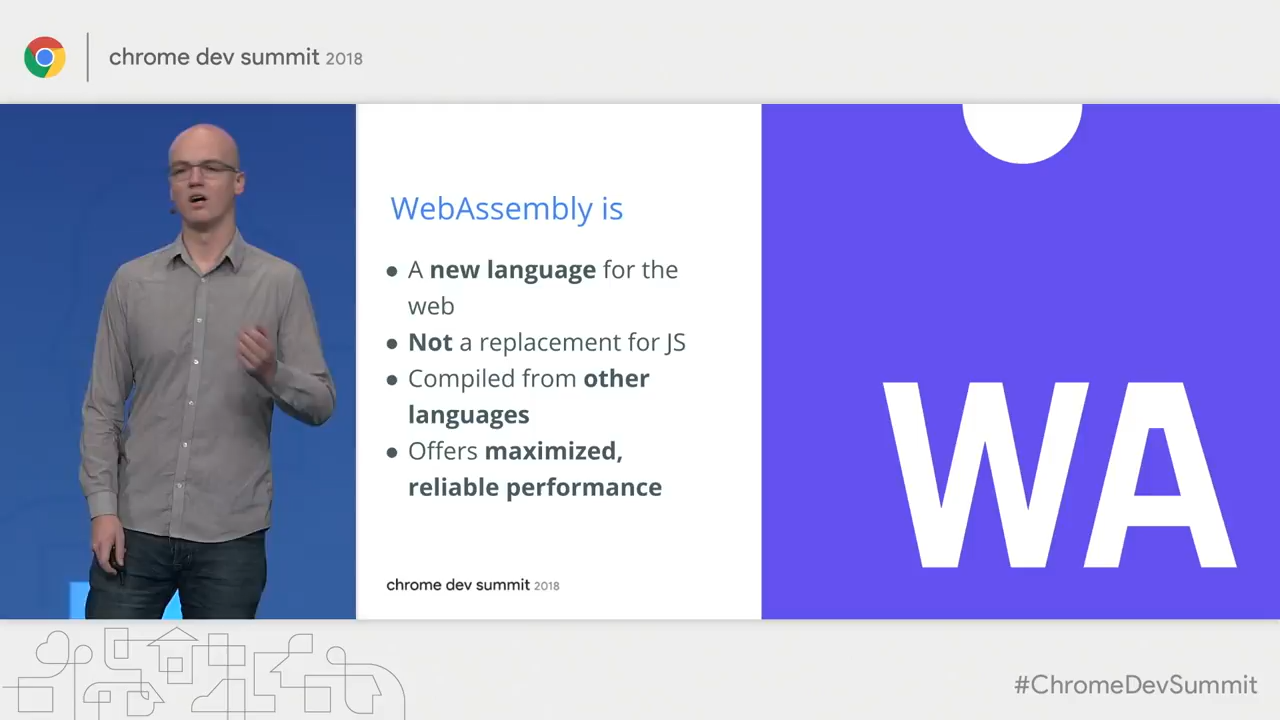 chrome dev summit 2018
WebAssembly is
● A new language for the
web
● Not a replacement for JS
● Compiled from other
languages
● Offers maximized,
reliable performance
chrome dev summit 2018
WA
#ChromeDevSummit